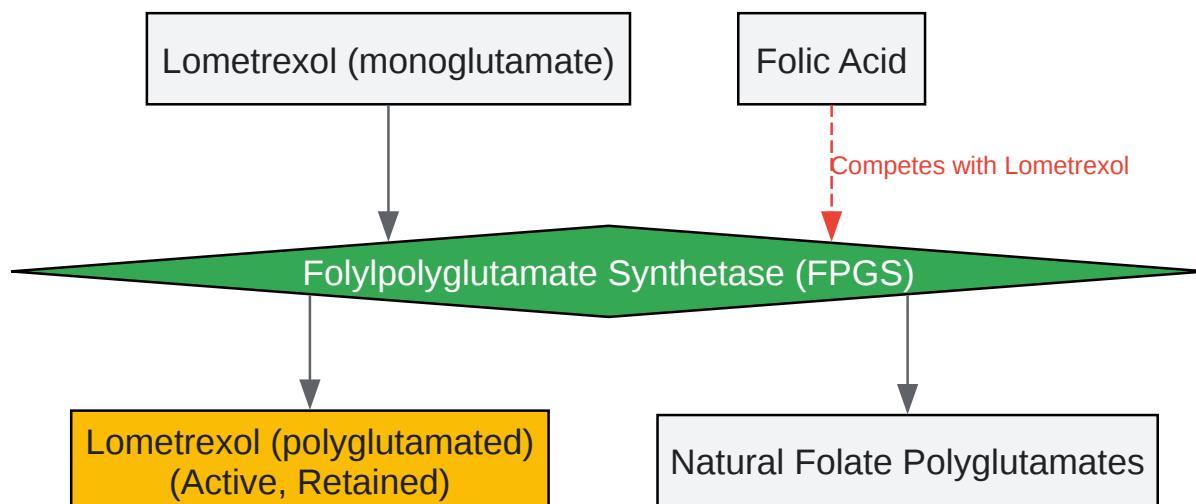 Lometrexol (monoglutamate)
Folic Acid
Competes with Lometrexol
Folylpolyglutamate Synthetase (FPGS)
Lometrexol (polyglutamated)
(Active, Retained)
Natural Folate Polyglutamates